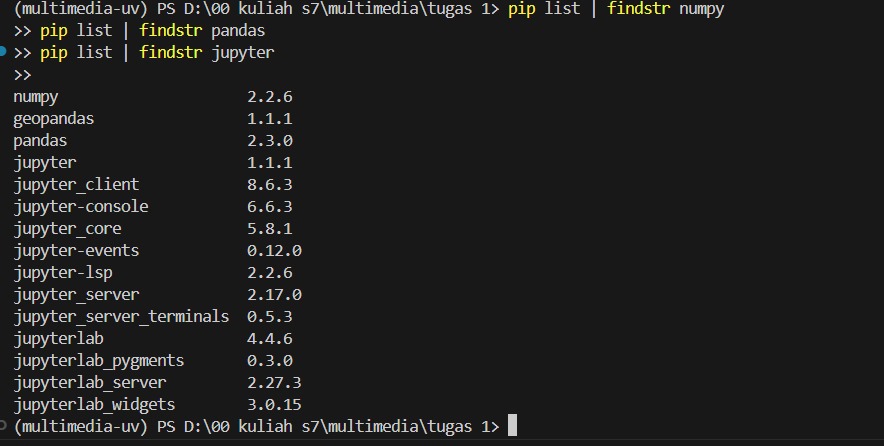 (multimedia-uv) PS D:\00 kuliah s7\multimedia\tugas 1> pip list | findstr numpy
>> pip list | findstr pandas
>> pip list | findstr jupyter
>>
numpy                     2.2.6
geopandas                 1.1.1
pandas                    2.3.0
jupyter                   1.1.1
jupyter_client            8.6.3
jupyter-console           6.6.3
jupyter_core              5.8.1
jupyter-events            0.12.0
jupyter-lsp               2.2.6
jupyter_server            2.17.0
jupyter_server_terminals  0.5.3
jupyterlab                4.4.6
jupyterlab_pygments       0.3.0
jupyterlab_server         2.27.3
jupyterlab_widgets        3.0.15
(multimedia-uv) PS D:\00 kuliah s7\multimedia\tugas 1>